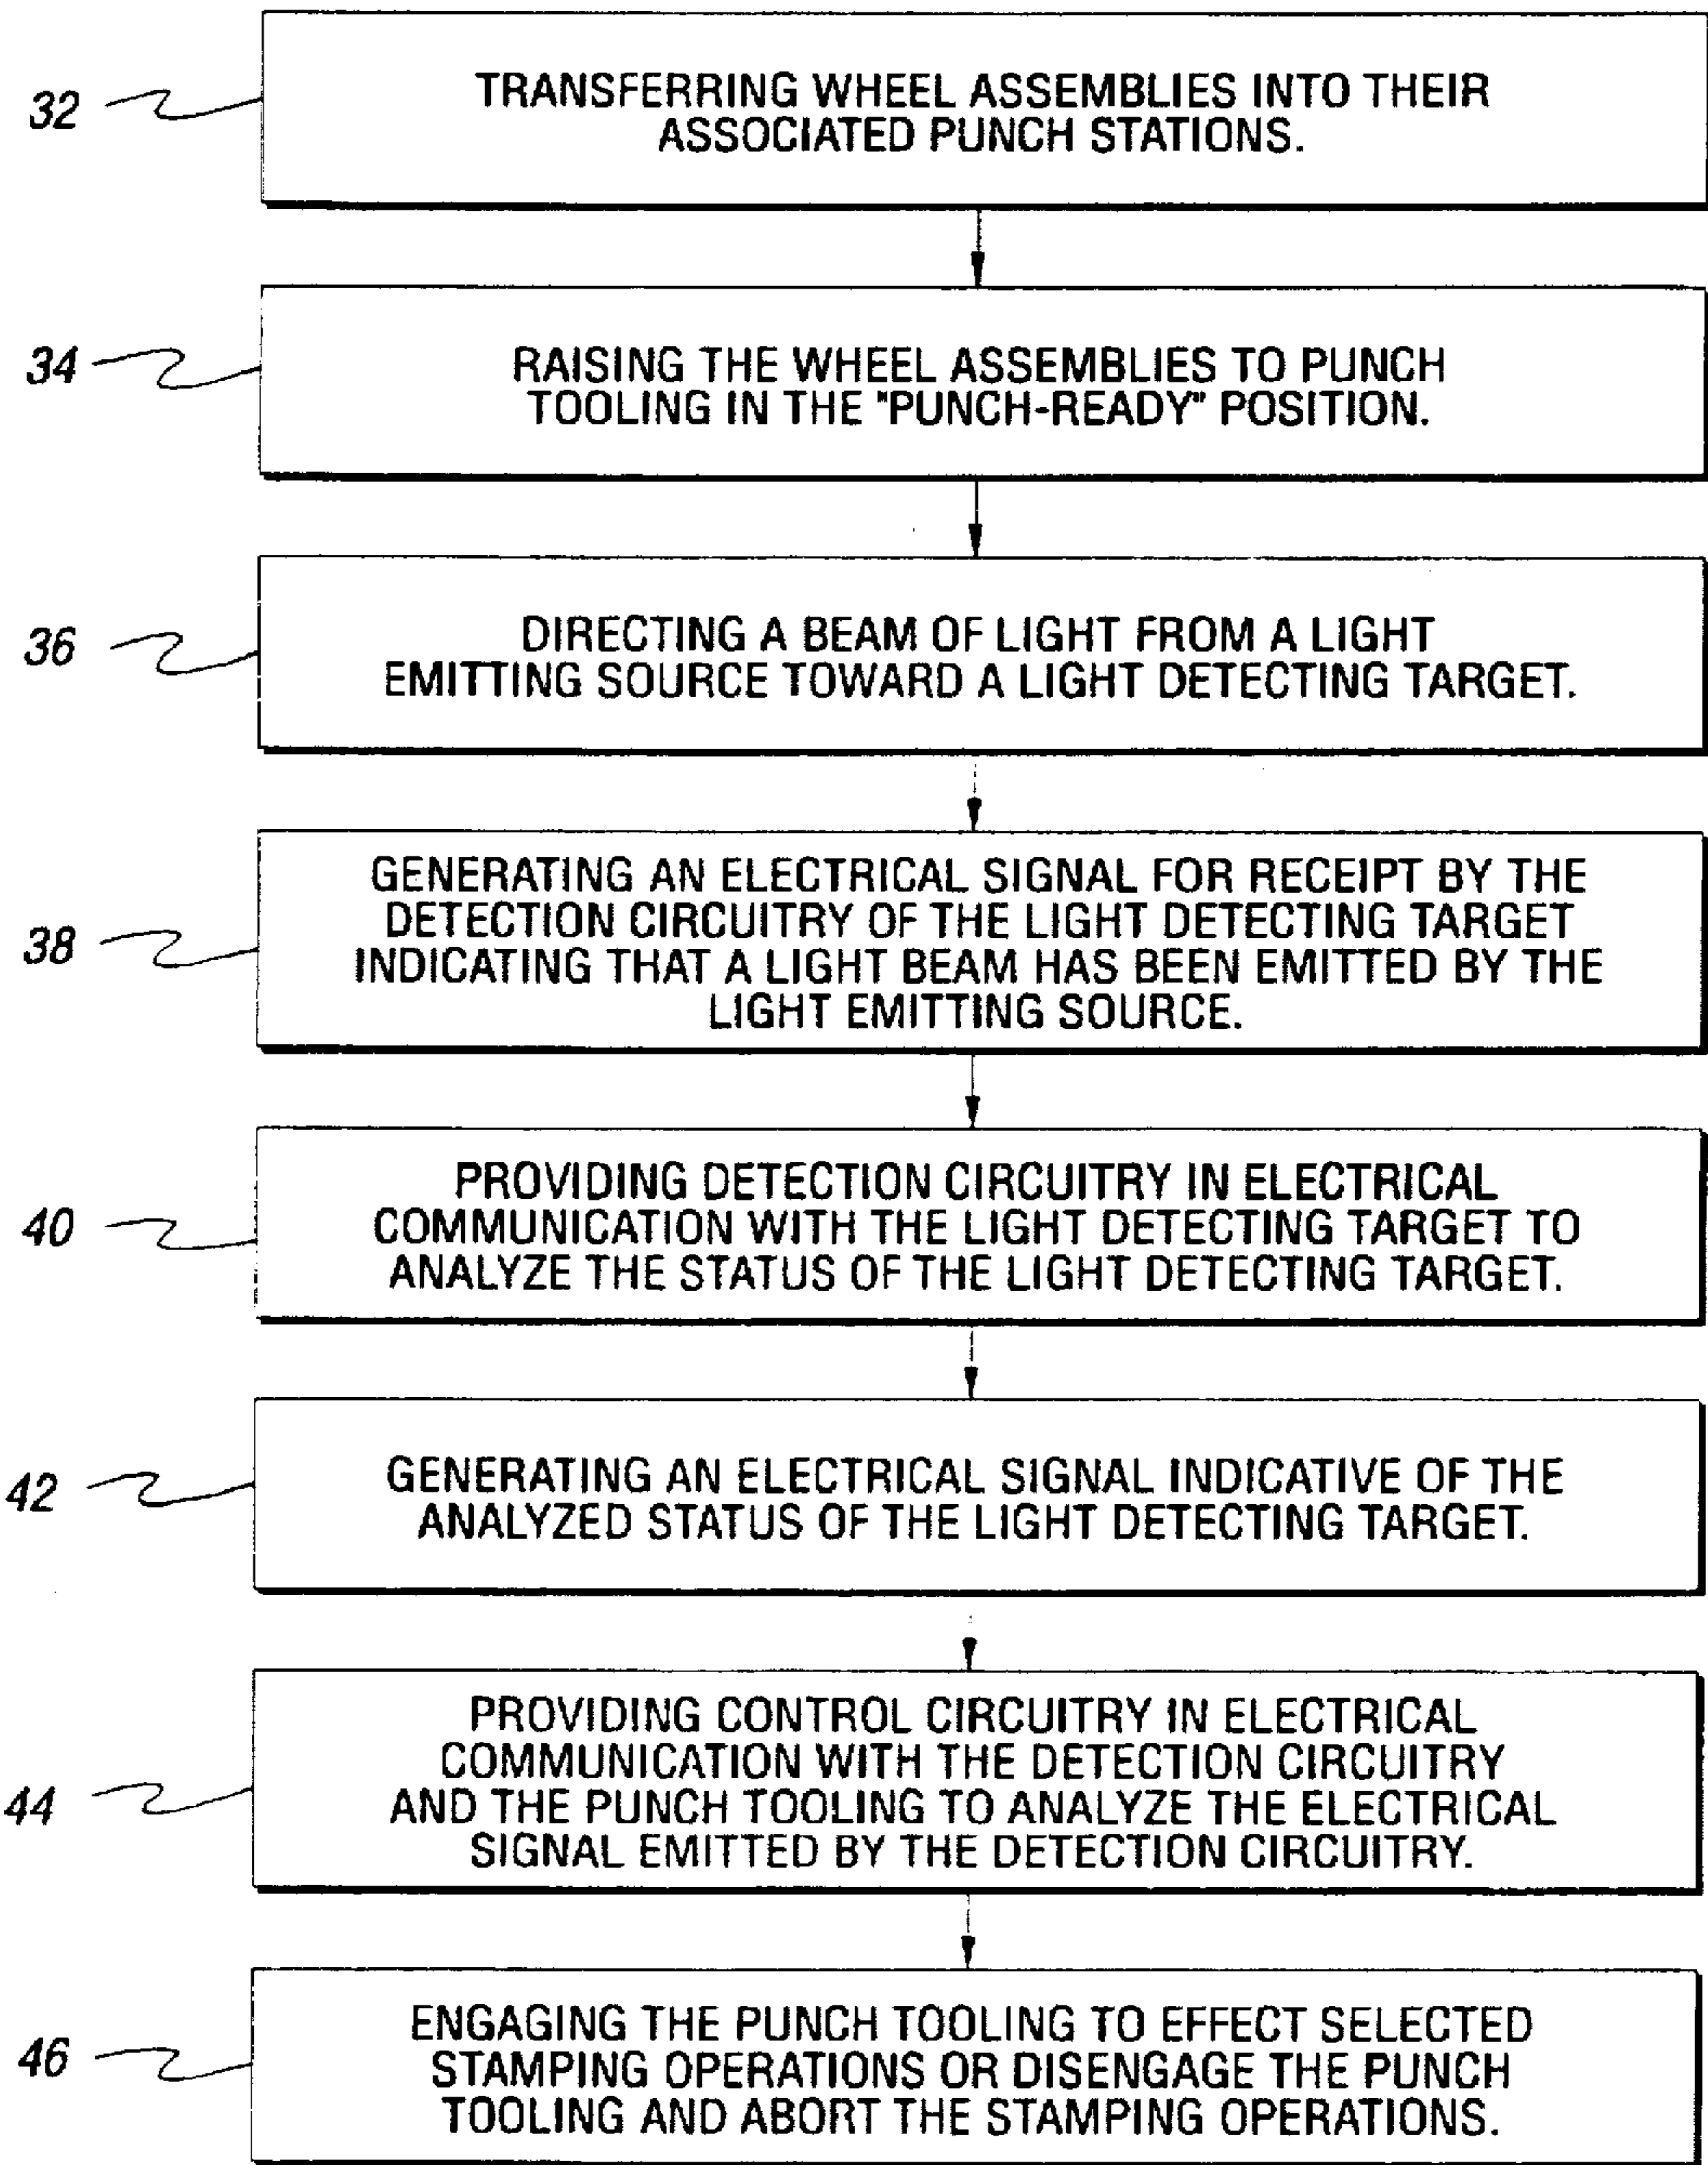 32
TRANSFERRING WHEEL ASSEMBLIES INTO THEIR
ASSOCIATED PUNCH STATIONS.
34
RAISING THE WHEEL ASSEMBLIES TO PUNCH
TOOLING IN THE "PUNCH-READY" POSITION.
36
DIRECTING A BEAM OF LIGHT FROM A LIGHT
EMITTING SOURCE TOWARD A LIGHT DETECTING TARGET.
38
GENERATING AN ELECTRICAL SIGNAL FOR RECEIPT BY THE
DETECTION CIRCUITRY OF THE LIGHT DETECTING TARGET
INDICATING THAT A LIGHT BEAM HAS BEEN EMITTED BY THE
LIGHT EMITTING SOURCE.
40
PROVIDING DETECTION CIRCUITRY IN ELECTRICAL
COMMUNICATION WITH THE LIGHT DETECTING TARGET TO
ANALYZE THE STATUS OF THE LIGHT DETECTING TARGET.
42
GENERATING AN ELECTRICAL SIGNAL INDICATIVE OF THE
ANALYZED STATUS OF THE LIGHT DETECTING TARGET.
44
PROVIDING CONTROL CIRCUITRY IN ELECTRICAL
COMMUNICATION WITH THE DETECTION CIRCUITRY
AND THE PUNCH TOOLING TO ANALYZE THE ELECTRICAL
SIGNAL EMITTED BY THE DETECTION CIRCUITRY.
46
ENGAGING THE PUNCH TOOLING TO EFFECT SELECTED
STAMPING OPERATIONS OR DISENGAGE THE PUNCH
TOOLING AND ABORT THE STAMPING OPERATIONS.